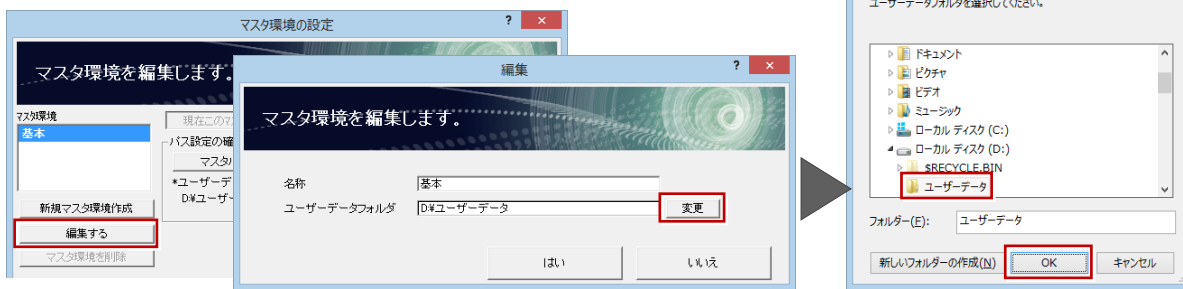 マスタ環境の設定
? ×
マスタ環境を編集します。
マスタ環境
基本
新規マスタ環境作成
編集する
マスタ環境を削除
現在このマ
パス設定の確
マスタ
*ユーザーデ
D¥ユーザ
編集
? ×
マスタ環境を編集します。
名称
基本
ユーザーデータフォルダ
D¥ユーザーデータ
変更
はい
いいえ
ユーザーデータフォルダを選択してください。
ドキュメント
ピクチャ
ビデオ
ミュージック
ローカル ディスク (C:)
ローカル ディスク (D:)
$RECYCLE.BIN
ユーザーデータ
フォルダー(F):
ユーザーデータ
新しいフォルダーの作成(N)
OK
キャンセル